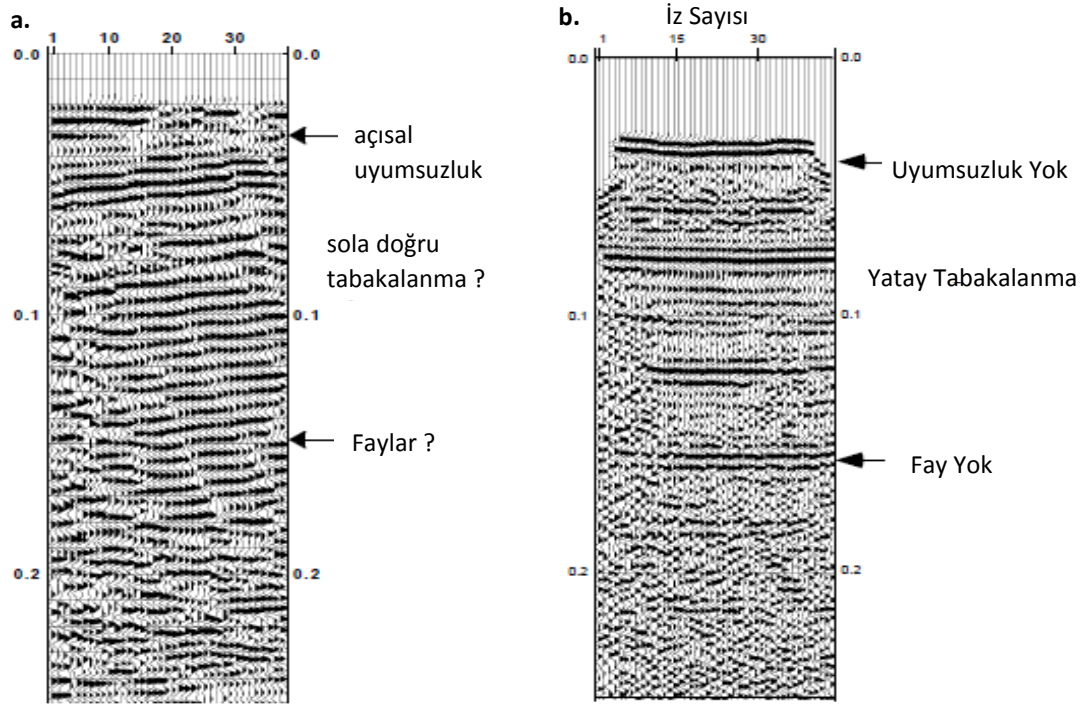 a.
1 10 20 30
0.0 0.0
açısal
uyumsuzluk
sola doğru
tabakalanma ?
0.1 0.1
Faylar ?
0.2 0.2
b.
İz Sayısı
1 15 30
0.0 0.0
Uyumsuzluk Yok
Yatay Tabakalanma
0.1 0.1
Fay Yok
0.2 0.2